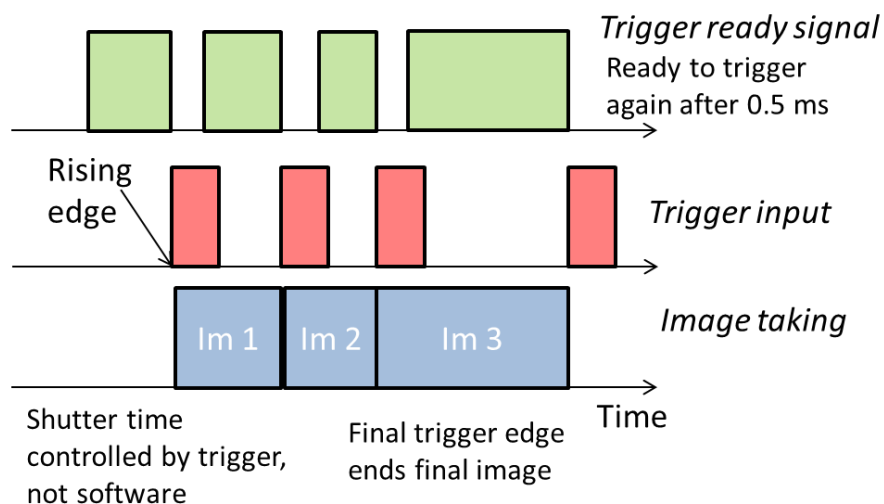 Trigger ready signal
Ready to trigger
again after 0.5 ms
Rising
edge
Trigger input
Im 1
Im 2
Im 3
Image taking
Time
Shutter time
controlled by trigger,
not software
Final trigger edge
ends final image